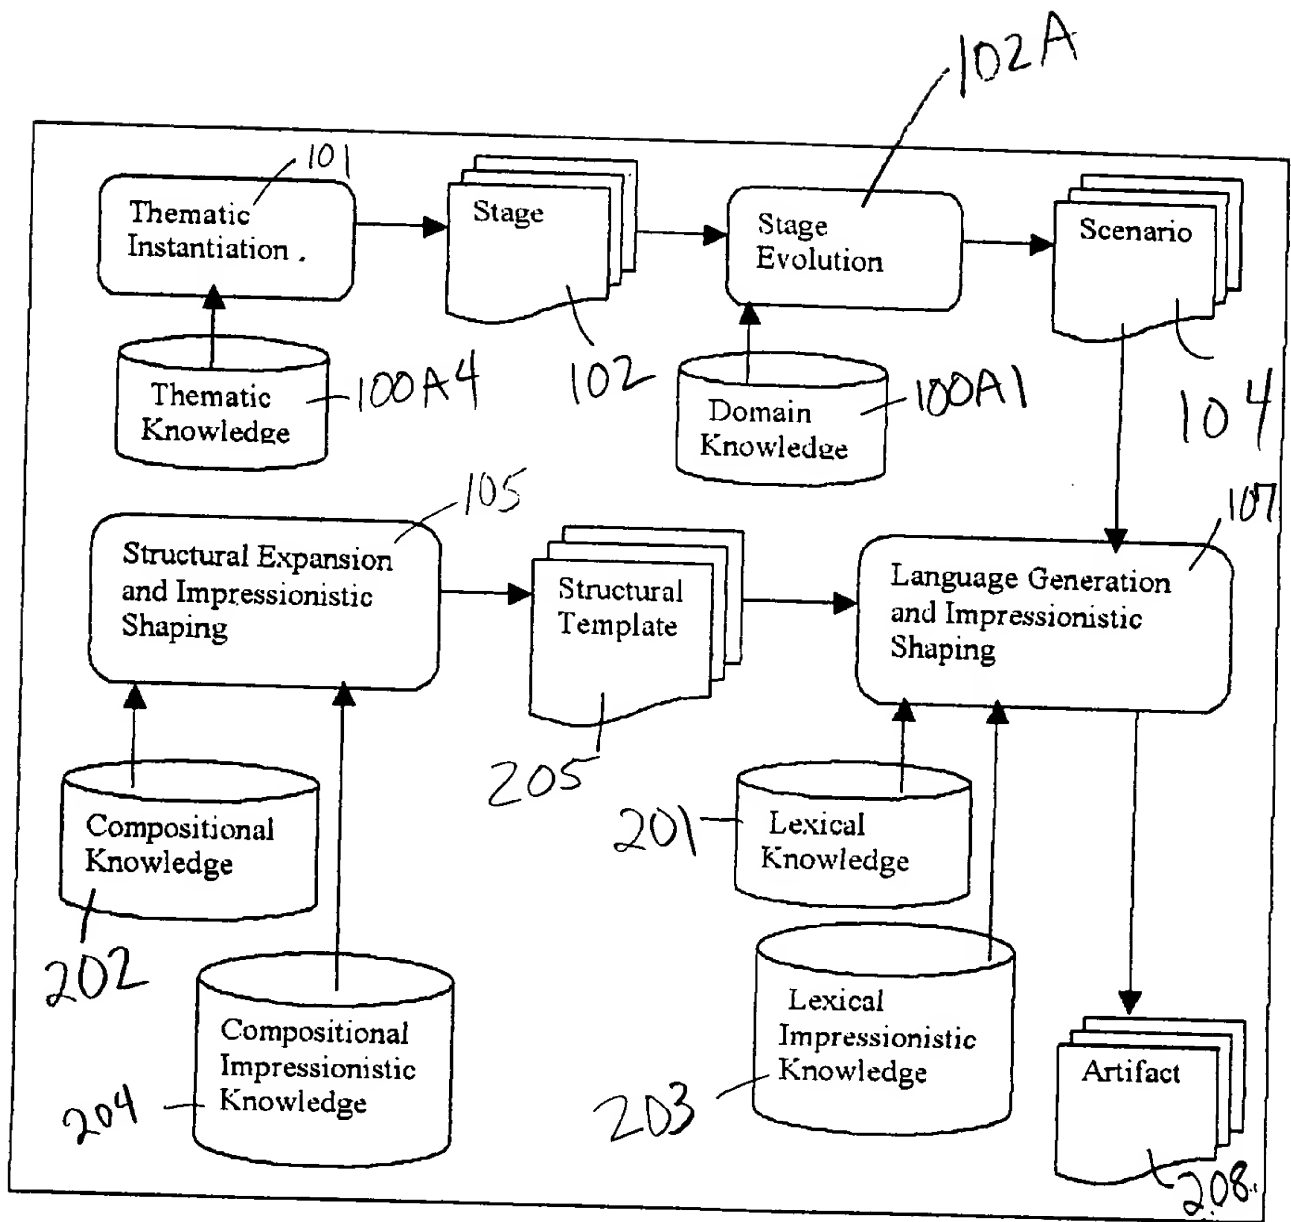 102A
101
Thematic
Instantiation .
Stage
Stage
Evolution
Scenario
102
104
Thematic
Knowledge
100A4
Domain
Knowledge
100A1
105
107
Structural Expansion
and Impressionistic
Shaping
Structural
Template
Language Generation
and Impressionistic
Shaping
205
Compositional
Knowledge
202
201
Lexical
Knowledge
Compositional
Impressionistic
Knowledge
204
Lexical
Impressionistic
Knowledge
203
Artifact
208